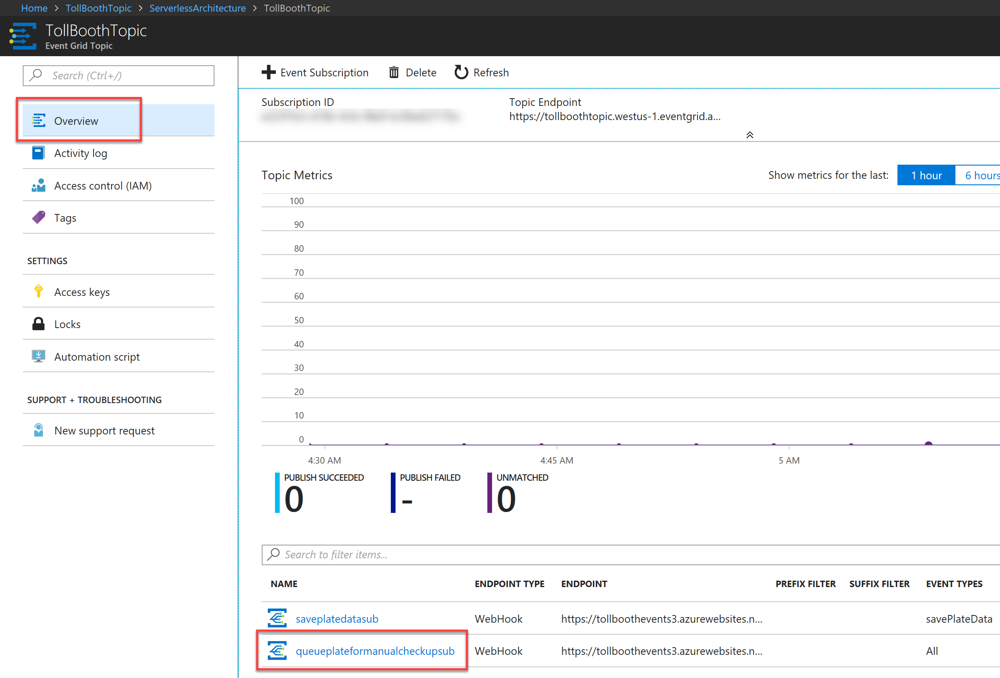 Home > TollBoothTopic > ServerlessArchitecture > TollBoothTopic
TollBoothTopic
Event Grid Topic
Search (Ctrl+/)
Overview
Activity log
Access control (IAM)
Tags
SETTINGS
Access keys
Locks
Automation script
SUPPORT + TROUBLESHOOTING
New support request
Event Subscription Delete Refresh
Subscription ID
Topic Endpoint
https://tollboothtopic.westus-1.eventgrid.a...
Topic Metrics
Show metrics for the last: 1 hour 6 hours
100
90
80
70
60
50
40
30
20
10
0
4:30 AM 4:45 AM 5 AM
PUBLISH SUCCEEDED PUBLISH FAILED UNMATCHED
0 - 0
Search to filter items...
NAME ENDPOINT TYPE ENDPOINT PREFIX FILTER SUFFIX FILTER EVENT TYPES
saveplatedatasub WebHook https://tollboothevents3.azurewebsites.n... savePlateData
queueplateformanualcheckupsub WebHook https://tollboothevents3.azurewebsites.n... All